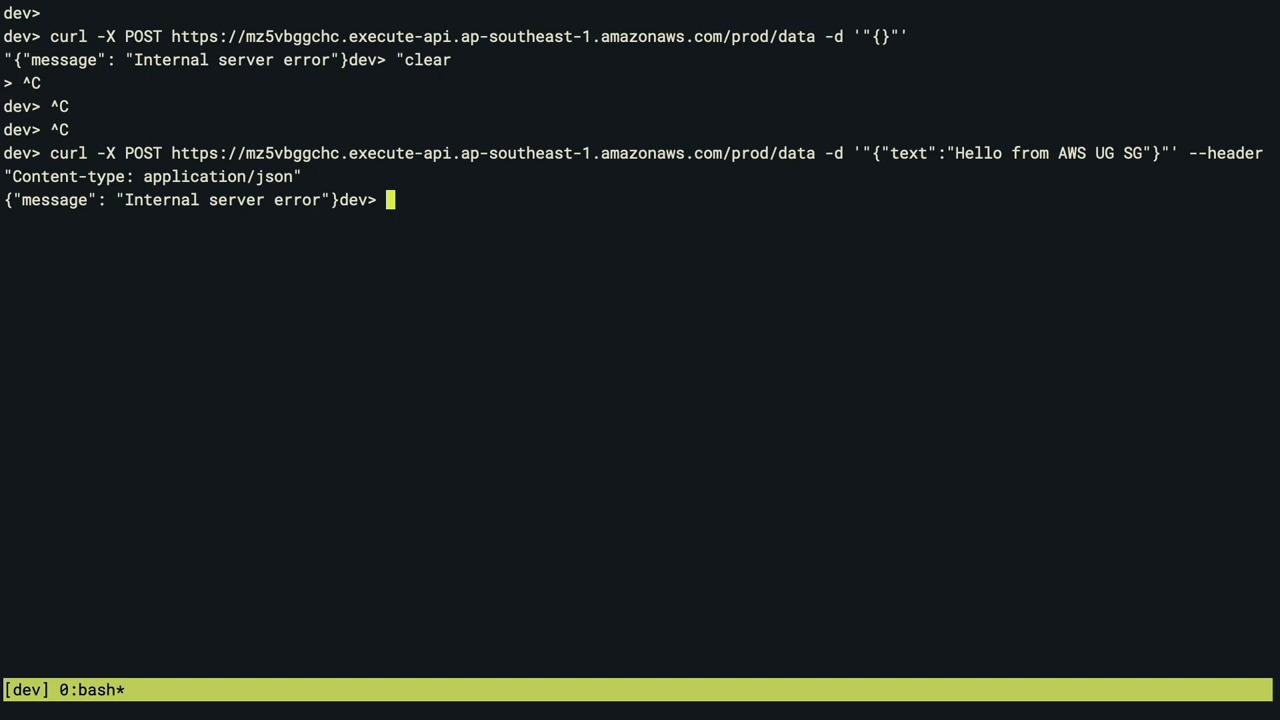 dev>
dev> curl -X POST https://mz5vbggchc.execute-api.ap-southeast-1.amazonaws.com/prod/data -d '"{}"'
"{"message": "Internal server error"}dev> "clear
> ^C
dev> ^C
dev> ^C
dev> curl -X POST https://mz5vbggchc.execute-api.ap-southeast-1.amazonaws.com/prod/data -d '"{"text":"Hello from AWS UG SG"}"' --header
"Content-type: application/json"
{"message": "Internal server error"}dev>
[dev] 0:bash*